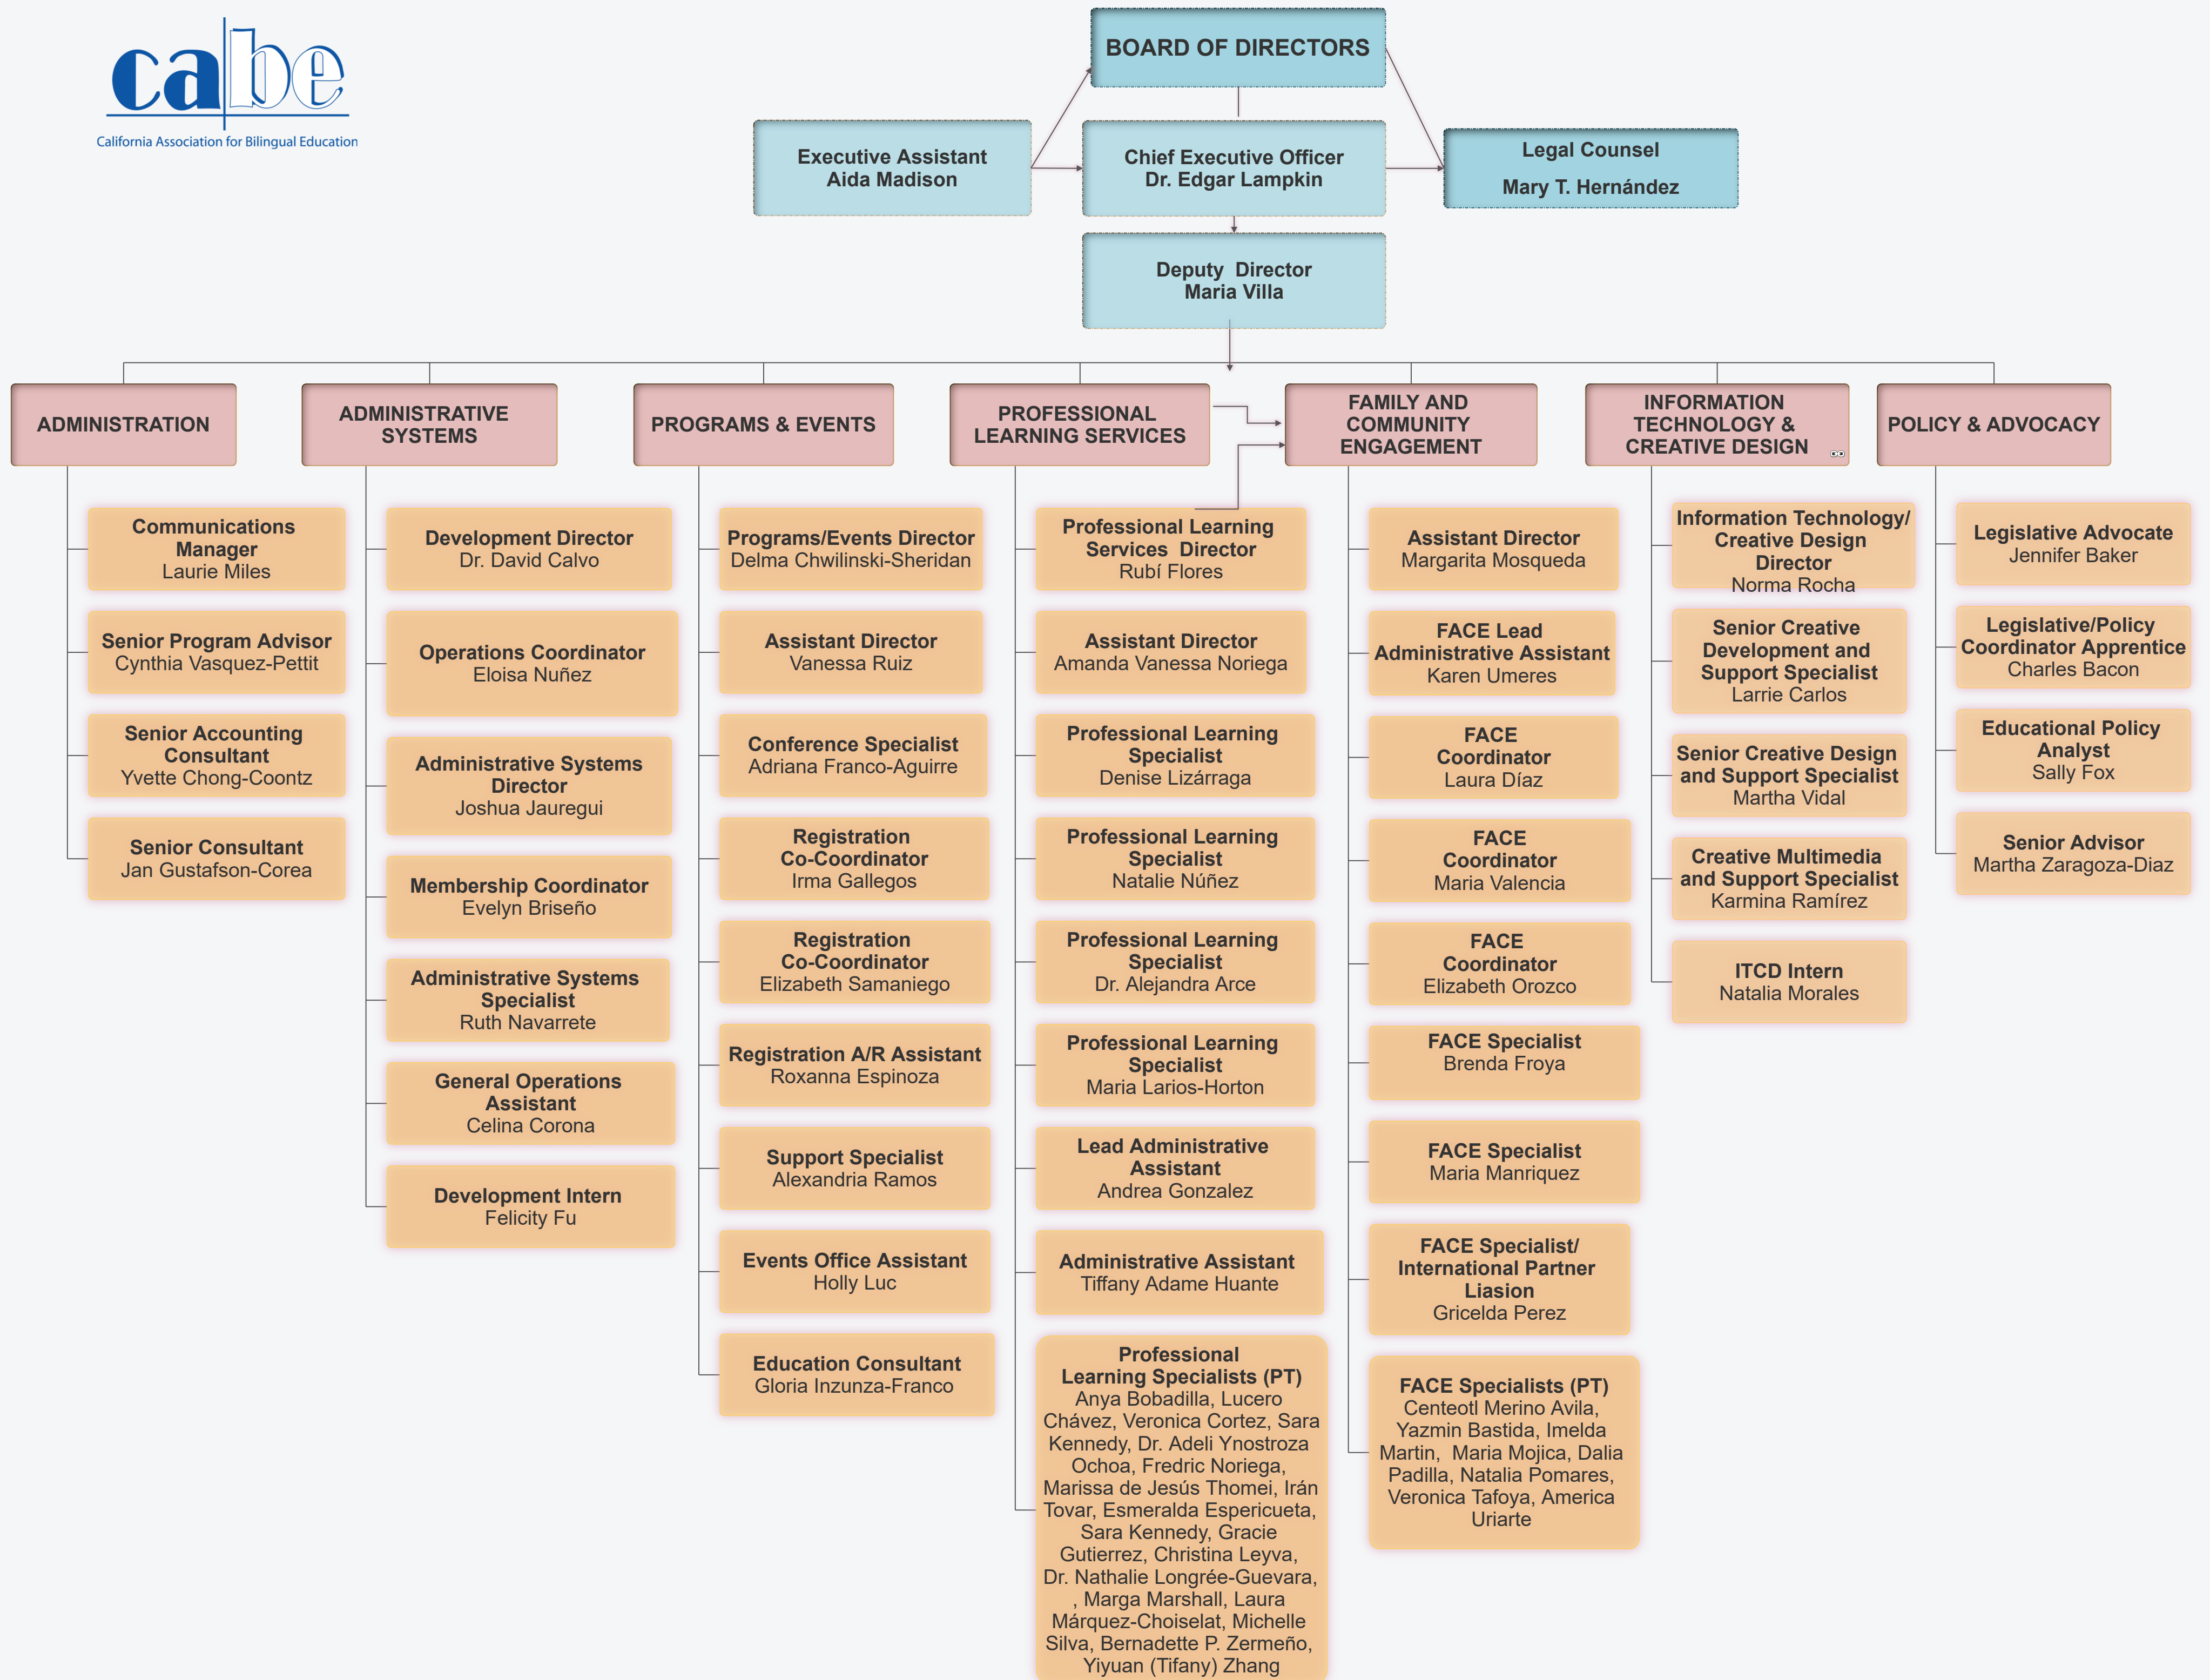 cabe
California Association for Bilingual Education
BOARD OF DIRECTORS
Executive Assistant
Aida Madison
Chief Executive Officer
Dr. Edgar Lampkin
Legal Counsel
Mary T. Hernández
Deputy  Director
Maria Villa
ADMINISTRATION
Communications
Manager
Laurie Miles
Senior Program Advisor
Cynthia Vasquez-Pettit
Senior Accounting
Consultant
Yvette Chong-Coontz
Senior Consultant
Jan Gustafson-Corea
ADMINISTRATIVE
SYSTEMS
Development Director
Dr. David Calvo
Operations Coordinator
Eloisa Nuñez
Administrative Systems
Director
Joshua Jauregui
Membership Coordinator
Evelyn Briseño
Administrative Systems
Specialist
Ruth Navarrete
General Operations
Assistant
Celina Corona
Development Intern
Felicity Fu
PROGRAMS & EVENTS
Programs/Events Director
Delma Chwilinski-Sheridan
Assistant Director
Vanessa Ruiz
Conference Specialist
Adriana Franco-Aguirre
Registration
Co-Coordinator
Irma Gallegos
Registration
Co-Coordinator
Elizabeth Samaniego
Registration A/R Assistant
Roxanna Espinoza
Support Specialist
Alexandria Ramos
Events Office Assistant
Holly Luc
Education Consultant
Gloria Inzunza-Franco
PROFESSIONAL
LEARNING SERVICES
Professional Learning
Services  Director
Rubí Flores
Assistant Director
Amanda Vanessa Noriega
Professional Learning
Specialist
Denise Lizárraga
Professional Learning
Specialist
Natalie Núñez
Professional Learning
Specialist
Dr. Alejandra Arce
Professional Learning
Specialist
Maria Larios-Horton
Lead Administrative
Assistant
Andrea Gonzalez
Administrative Assistant
Tiffany Adame Huante
Professional
Learning Specialists (PT)
Anya Bobadilla, Lucero
Chávez, Veronica Cortez, Sara
Kennedy, Dr. Adeli Ynostroza
Ochoa, Fredric Noriega,
Marissa de Jesús Thomei, Irán
Tovar, Esmeralda Espericueta,
Sara Kennedy, Gracie
Gutierrez, Christina Leyva,
Dr. Nathalie Longrée-Guevara,
, Marga Marshall, Laura
Márquez-Choiselat, Michelle
Silva, Bernadette P. Zermeño,
Yiyuan (Tifany) Zhang
FAMILY AND
COMMUNITY
ENGAGEMENT
Assistant Director
Margarita Mosqueda
FACE Lead
Administrative Assistant
Karen Umeres
FACE
Coordinator
Laura Díaz
FACE
Coordinator
Maria Valencia
FACE
Coordinator
Elizabeth Orozco
FACE Specialist
Brenda Froya
FACE Specialist
Maria Manriquez
FACE Specialist/
International Partner
Liasion
Gricelda Perez
FACE Specialists (PT)
Centeotl Merino Avila,
Yazmin Bastida, Imelda
Martin,  Maria Mojica, Dalia
Padilla, Natalia Pomares,
Veronica Tafoya, America
Uriarte
INFORMATION
TECHNOLOGY &
CREATIVE DESIGN
Information Technology/
Creative Design
Director
Norma Rocha
Senior Creative
Development and
Support Specialist
Larrie Carlos
Senior Creative Design
and Support Specialist
Martha Vidal
Creative Multimedia
and Support Specialist
Karmina Ramírez
ITCD Intern
Natalia Morales
POLICY & ADVOCACY
Legislative Advocate
Jennifer Baker
Legislative/Policy
Coordinator Apprentice
Charles Bacon
Educational Policy
Analyst
Sally Fox
Senior Advisor
Martha Zaragoza-Diaz